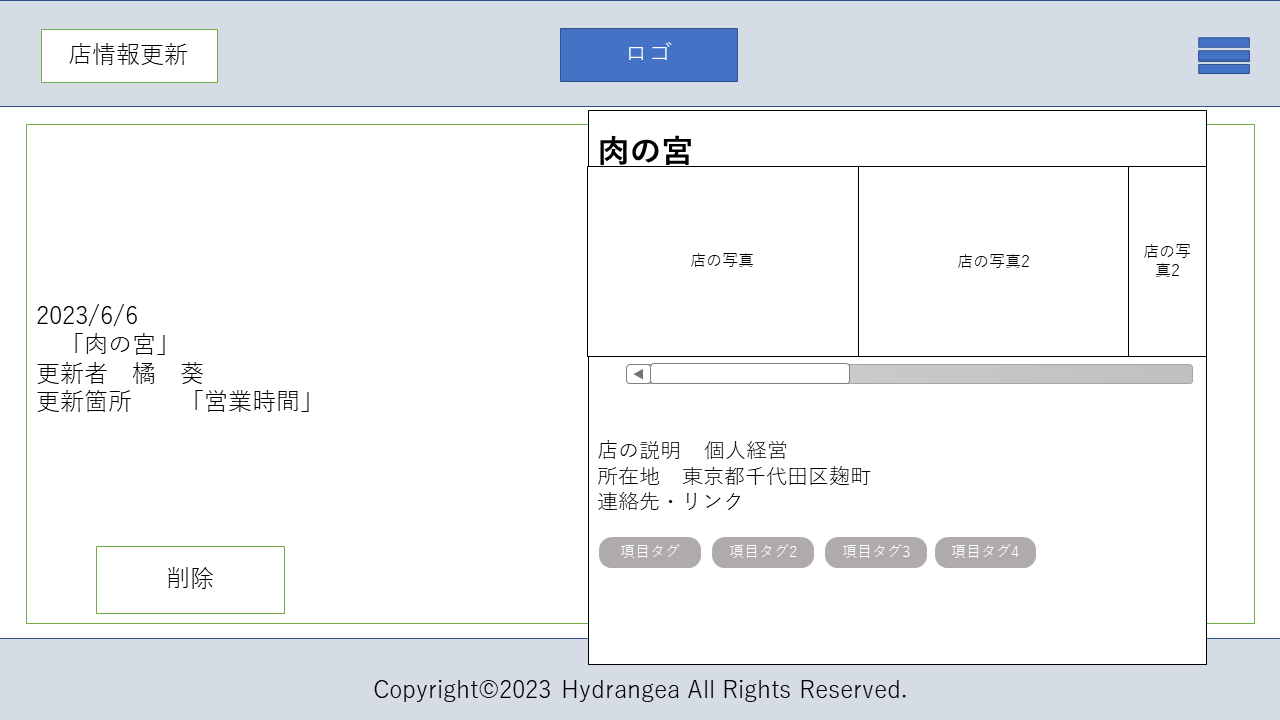 店情報更新
ロゴ
2023/6/6
「肉の宮」
更新者　橘　葵
更新箇所　　「営業時間」
削除
肉の宮
店の写真
店の写真2
店の写
真2
店の説明　個人経営
所在地　東京都千代田区麹町
連絡先・リンク
項目タグ
項目タグ2
項目タグ3
項目タグ4
Copyright©2023 Hydrangea All Rights Reserved.